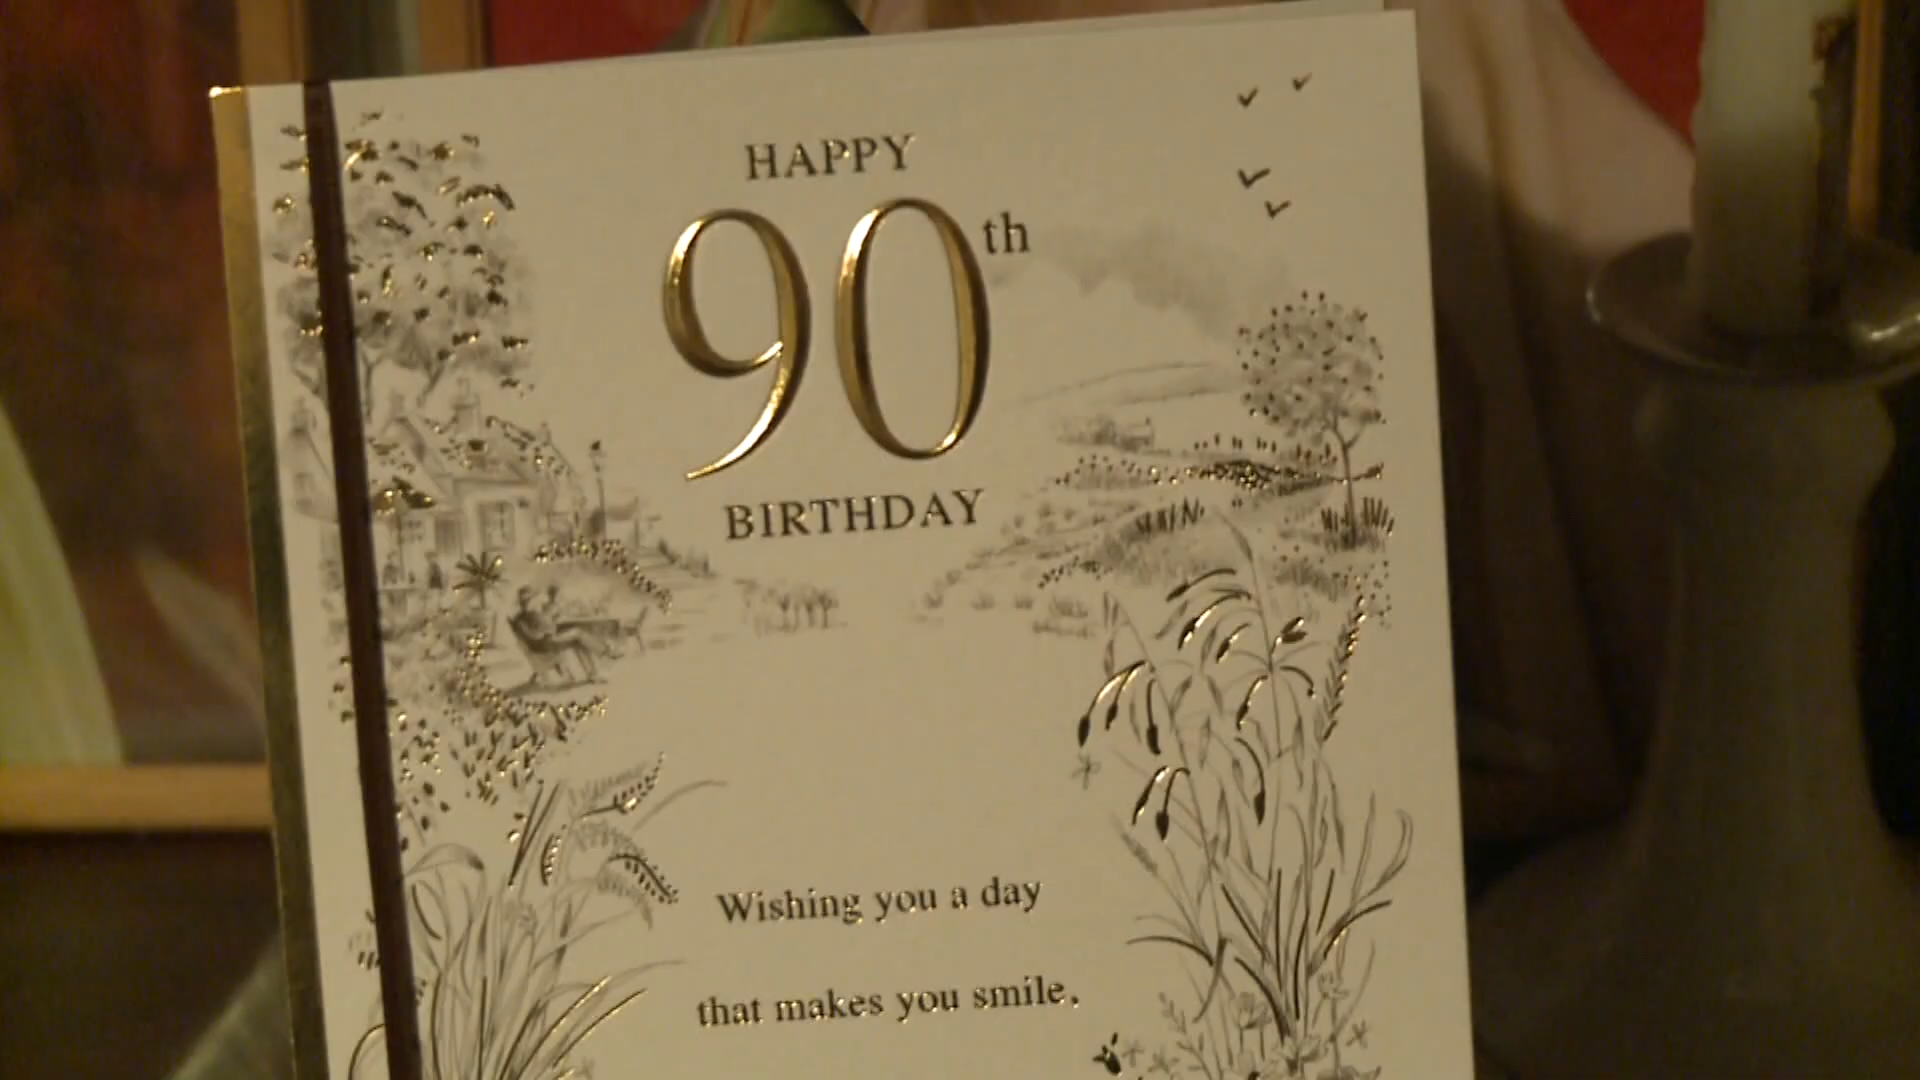 HAPPY
90th
BIRTHDAY
Wishing you a day
that makes you smile,